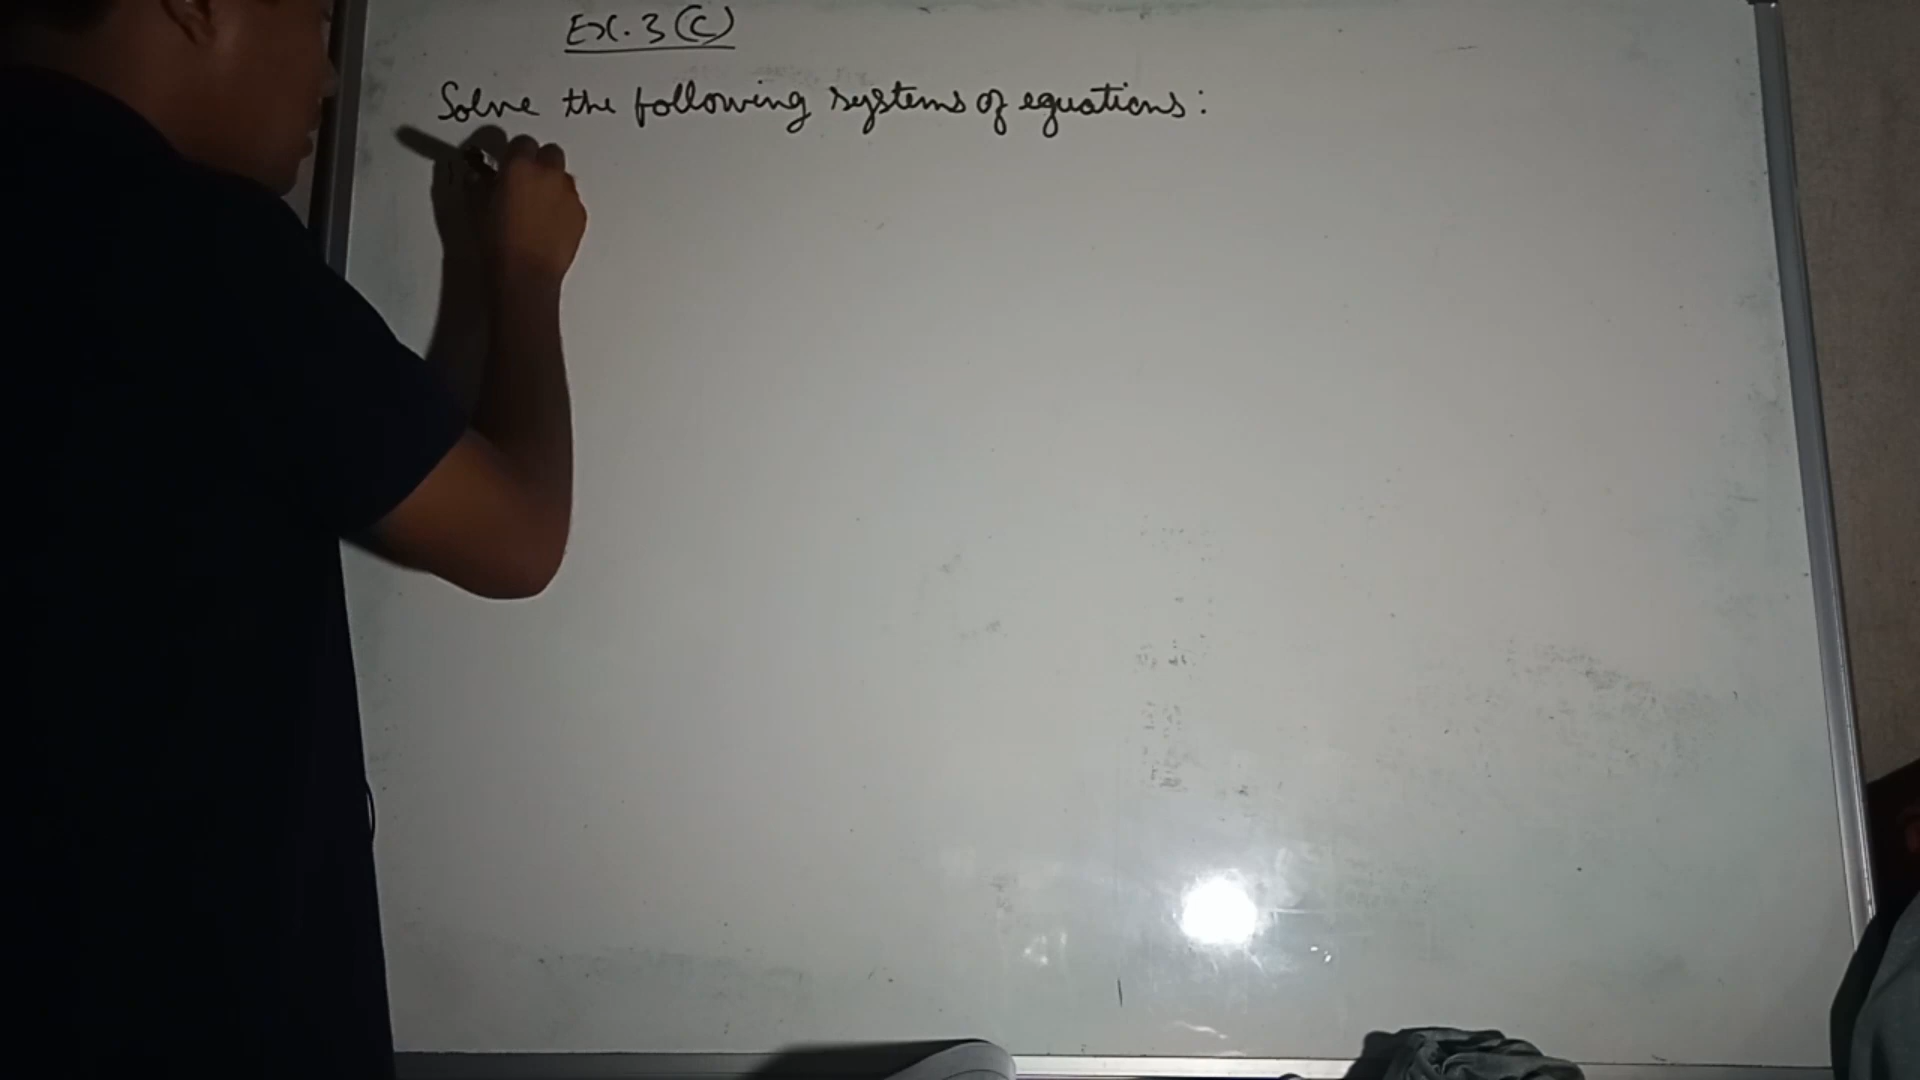 Ex. 3 (C)
Solve the following systems of equations: